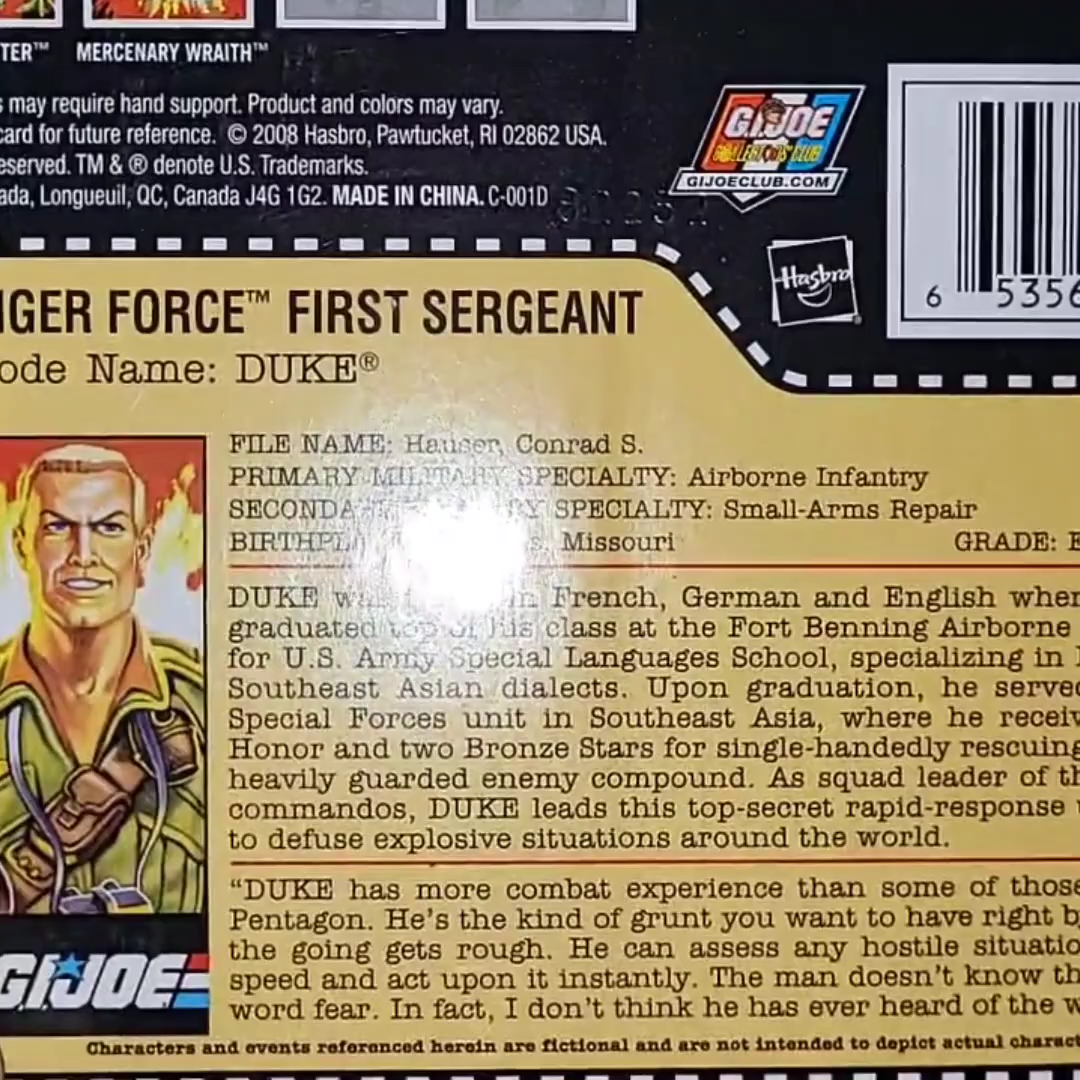 TER™ MERCENARY WRAITH™
may require hand support. Product and colors may vary.
card for future reference. © 2008 Hasbro, Pawtucket, RI 02862 USA.
eserved. TM & ® denote U.S. Trademarks.
ada, Longueuil, QC, Canada J4G 1G2. MADE IN CHINA. C-001D
G.I. JOE
COLLECTORS' CLUB
GIJOECLUB.COM
Hasbro
6 5356
IGER FORCE™ FIRST SERGEANT
ode Name: DUKE®
FILE NAME: Hauser, Conrad S.
PRIMARY MILITARY SPECIALTY: Airborne Infantry
SECONDA RY SPECIALTY: Small-Arms Repair
BIRTHPL s, Missouri GRADE: E
DUKE w in French, German and English when
graduated top of his class at the Fort Benning Airborne
for U.S. Army Special Languages School, specializing in
Southeast Asian dialects. Upon graduation, he served
Special Forces unit in Southeast Asia, where he receiv
Honor and two Bronze Stars for single-handedly rescuing
heavily guarded enemy compound. As squad leader of th
commandos, DUKE leads this top-secret rapid-response
to defuse explosive situations around the world.
“DUKE has more combat experience than some of those
Pentagon. He's the kind of grunt you want to have right b
the going gets rough. He can assess any hostile situatio
speed and act upon it instantly. The man doesn't know th
word fear. In fact, I don't think he has ever heard of the w
G.I. JOE
Characters and events referenced herein are fictional and are not intended to depict actual charact